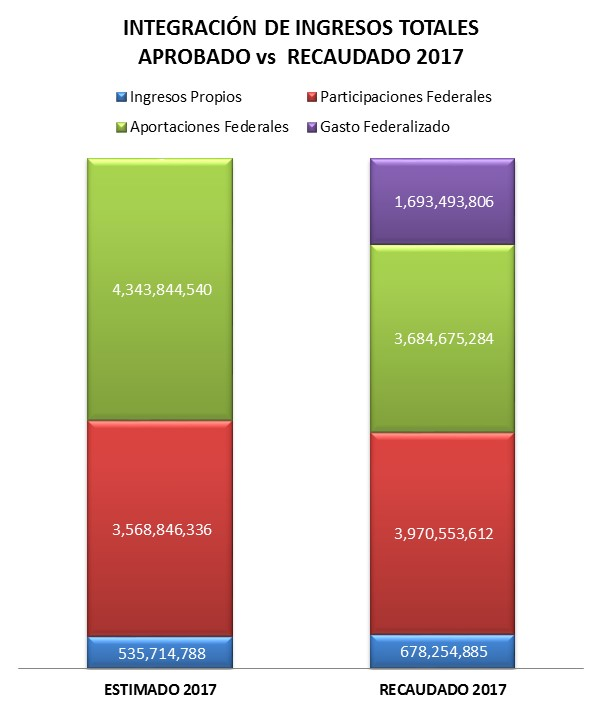 INTEGRACIÓN DE INGRESOS TOTALES
APROBADO vs RECAUDADO 2017
Ingresos Propios Participaciones Federales
Aportaciones Federales Gasto Federalizado
1,693,493,806
4,343,844,540
3,684,675,284
3,568,846,336
3,970,553,612
535,714,788
678,254,885
ESTIMADO 2017 RECAUDADO 2017